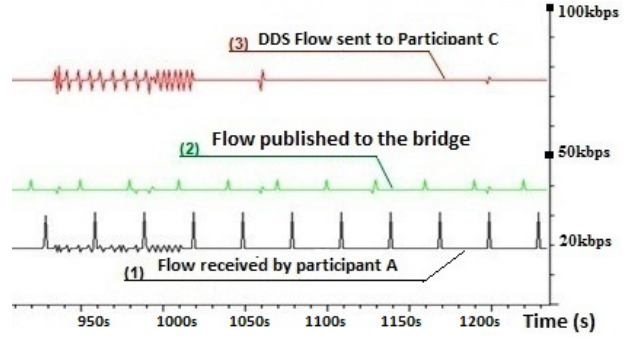 100kbps
(3) DDS Flow sent to Participant C
Flow published to the bridge
(2)
50kbps
20kbps
(1) Flow received by participant A
950s 1000s 1050s 1100s 1150s 1200s Time (s)